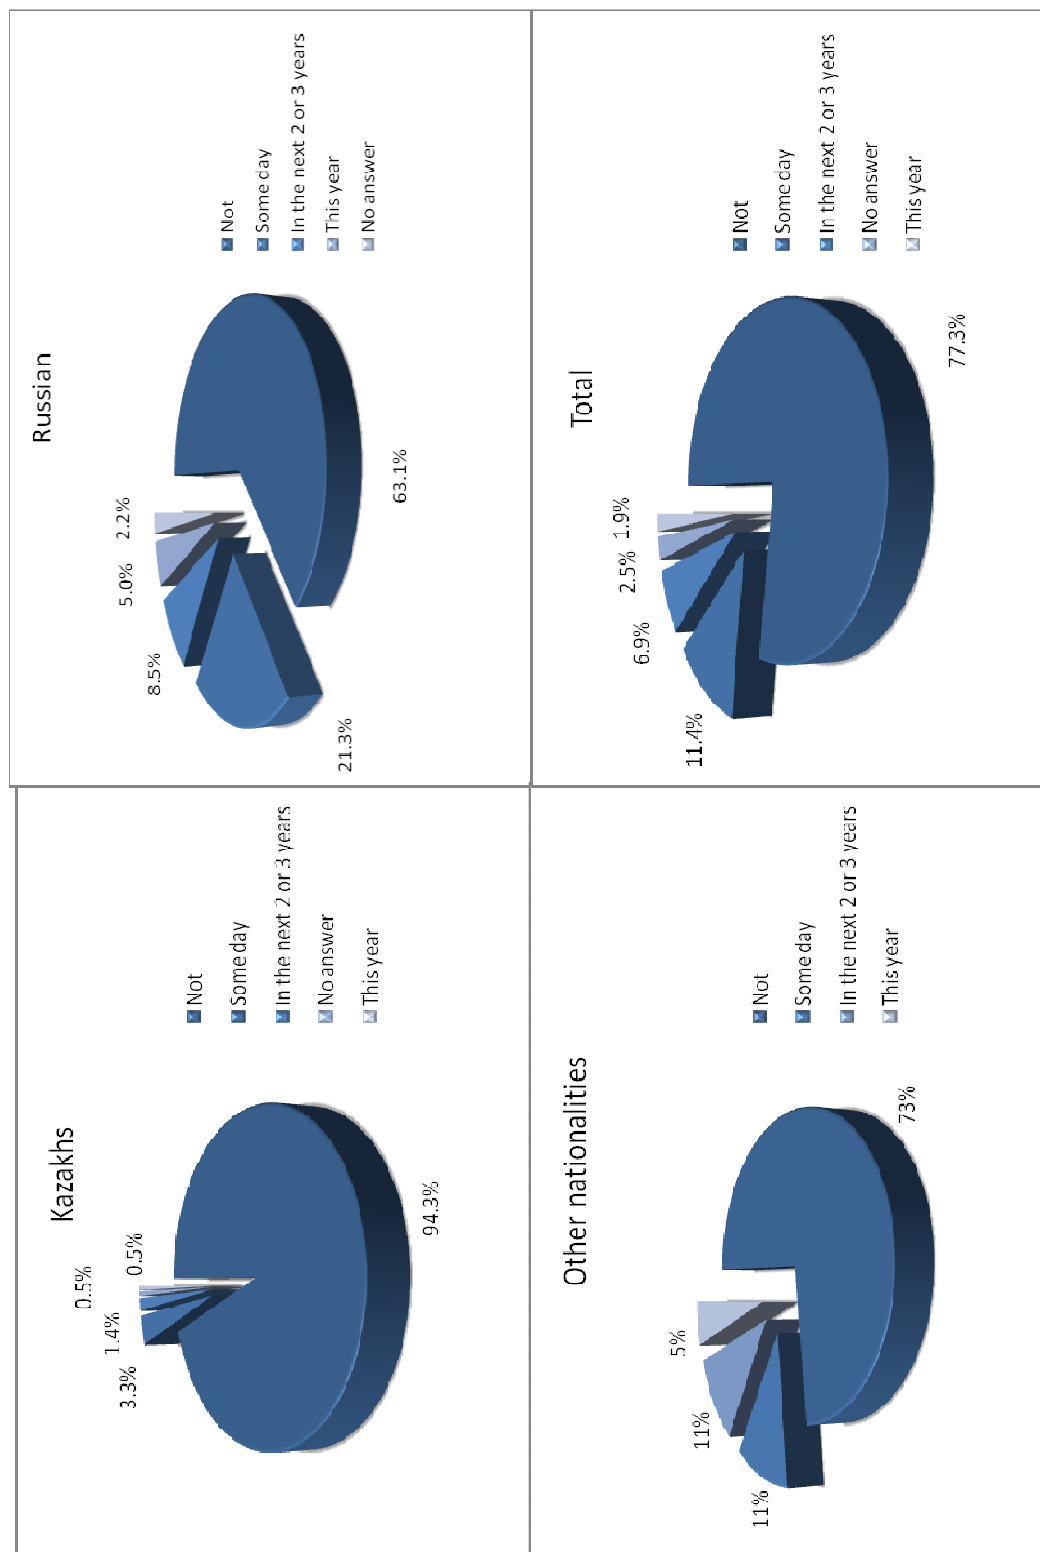 Kazakhs
0.5%
0.5%
1.4%
3.3%
94.3%
Not
Some day
In the next 2 or 3 years
No answer
This year
Russian
2.2%
5.0%
8.5%
21.3%
63.1%
Not
Some day
In the next 2 or 3 years
This year
No answer
Other nationalities
5%
11%
11%
73%
Not
Some day
In the next 2 or 3 years
This year
Total
1.9%
2.5%
6.9%
11.4%
77.3%
Not
Some day
In the next 2 or 3 years
No answer
This year